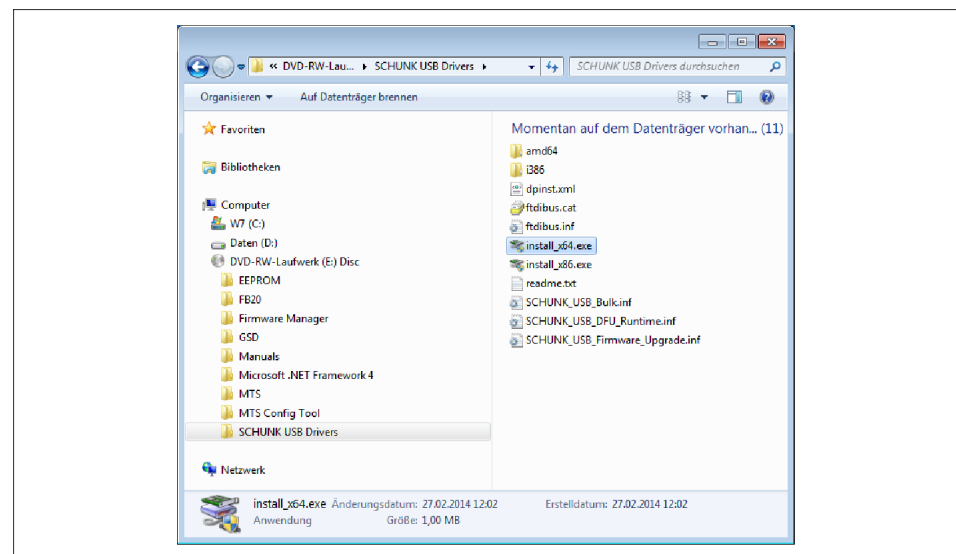 « DVD-RW-Lau... ▸ SCHUNK USB Drivers ▸
SCHUNK USB Drivers durchsuchen
Organisieren
Auf Datenträger brennen
Favoriten
Bibliotheken
Computer
W7 (C:)
Daten (D:)
DVD-RW-Laufwerk (E:) Disc
EEPROM
FB20
Firmware Manager
GSD
Manuals
Microsoft .NET Framework 4
MTS
MTS Config Tool
SCHUNK USB Drivers
Netzwerk
Momentan auf dem Datenträger vorhan... (11)
amd64
i386
dpinst.xml
ftdibus.cat
ftdibus.inf
install_x64.exe
install_x86.exe
readme.txt
SCHUNK_USB_Bulk.inf
SCHUNK_USB_DFU_Runtime.inf
SCHUNK_USB_Firmware_Upgrade.inf
install_x64.exe Änderungsdatum: 27.02.2014 12:02 Erstelldatum: 27.02.2014 12:02
Anwendung Größe: 1,00 MB